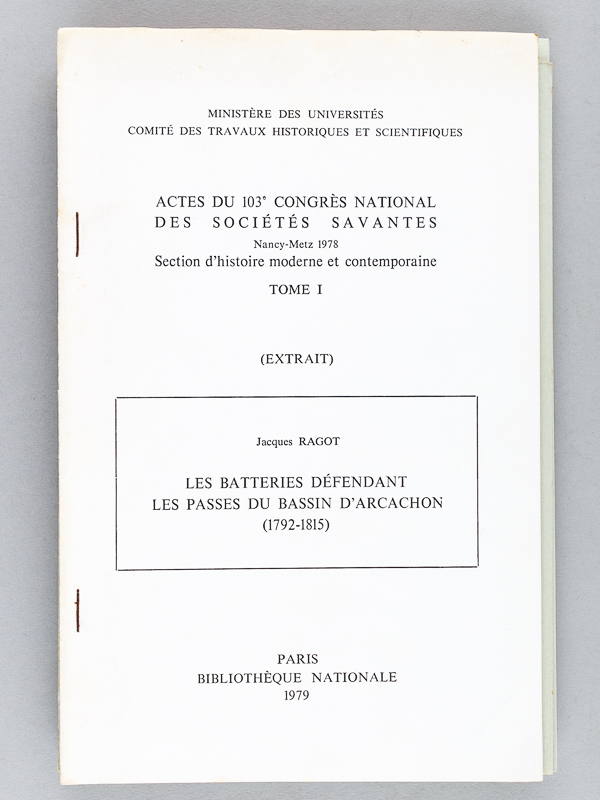 MINISTÈRE DES UNIVERSITÉS
COMITÉ DES TRAVAUX HISTORIQUES ET SCIENTIFIQUES
ACTES DU 103e CONGRÈS NATIONAL
DES SOCIÉTÉS SAVANTES
Nancy-Metz 1978
Section d'histoire moderne et contemporaine
TOME I
(EXTRAIT)
Jacques RAGOT
LES BATTERIES DÉFENDANT
LES PASSES DU BASSIN D'ARCACHON
(1792-1815)
PARIS
BIBLIOTHÈQUE NATIONALE
1979